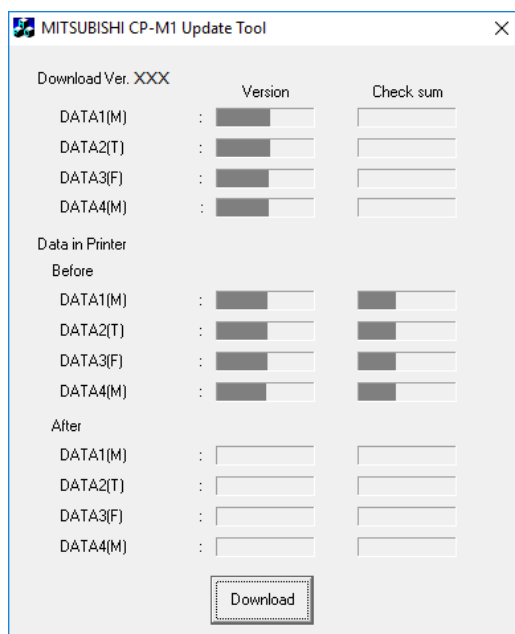 MITSUBISHI CP-M1 Update Tool
Download Ver. XXX
Version Check sum
DATA1(M) :
DATA2(T) :
DATA3(F) :
DATA4(M) :
Data in Printer
Before
DATA1(M) :
DATA2(T) :
DATA3(F) :
DATA4(M) :
After
DATA1(M) :
DATA2(T) :
DATA3(F) :
DATA4(M) :
Download